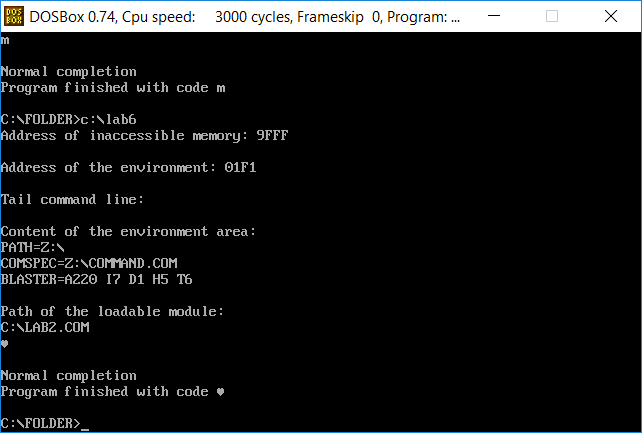 DOSBox 0.74, Cpu speed: 3000 cycles, Frameskip 0, Program: ...
m
Normal completion
Program finished with code m
C:\FOLDER>c:\lab6
Address of inaccessible memory: 9FFF
Address of the environment: 01F1
Tail command line:
Content of the environment area:
PATH=Z:\
COMSPEC=Z:\COMMAND.COM
BLASTER=A220 I7 D1 H5 T6
Path of the loadable module:
C:\LAB2.COM
♥
Normal completion
Program finished with code ♥
C:\FOLDER>_